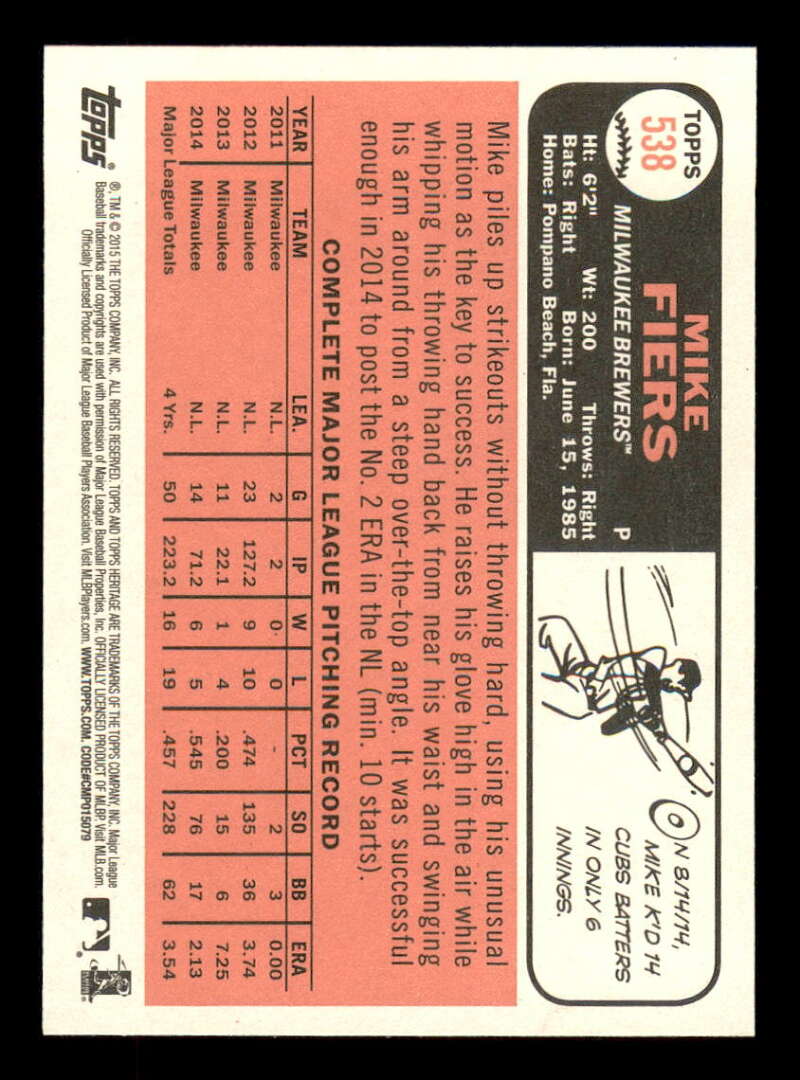 TOPPS
538
MIKE
FIERS
MILWAUKEE BREWERS™ P
Ht: 6'2" Wt: 200 Throws: Right
Bats: Right Born: June 15, 1985
Home: Pompano Beach, Fla.
ON 8/14/14,
MIKE K'D 14
CUBS BATTERS
IN ONLY 6
INNINGS.
Mike piles up strikeouts without throwing hard, using his unusual
motion as the key to success. He raises his glove high in the air while
whipping his throwing hand back from near his waist and swinging
his arm around from a steep over-the-top angle. It was successful
enough in 2014 to post the No. 2 ERA in the NL (min. 10 starts).
COMPLETE MAJOR LEAGUE PITCHING RECORD
YEAR TEAM LEA. G IP W L PCT SO BB ERA
2011 Milwaukee N.L. 2 2 0 0 - 2 3 0.00
2012 Milwaukee N.L. 23 127.2 9 10 .474 135 36 3.74
2013 Milwaukee N.L. 11 22.1 1 4 .200 15 6 7.25
2014 Milwaukee N.L. 14 71.2 6 5 .545 76 17 2.13
Major League Totals 4 Yrs. 50 223.2 16 19 .457 228 62 3.54
topps®
®, TM & © 2015 THE TOPPS COMPANY, INC. ALL RIGHTS RESERVED. TOPPS AND TOPPS HERITAGE ARE TRADEMARKS OF THE TOPPS COMPANY, INC. Major League
Baseball trademarks and copyrights are used with permission of Major League Baseball Properties, Inc. OFFICIALLY LICENSED PRODUCT OF MLBP. Visit MLB.com.
Officially Licensed Product of Major League Baseball Players Association. Visit MLBPlayers.com. WWW.TOPPS.COM. CODE#CMP015079